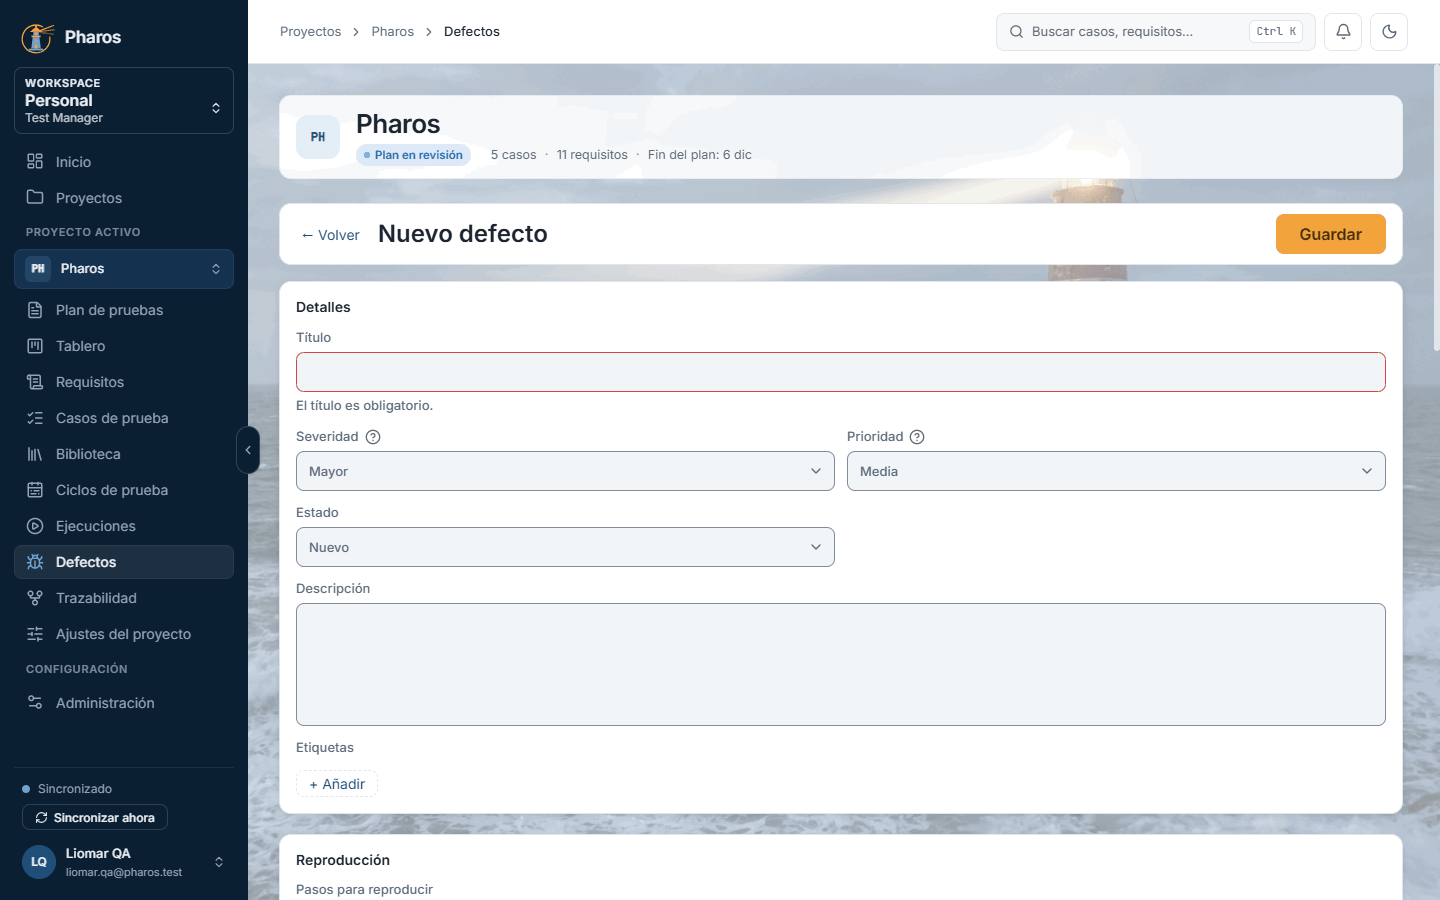 Pharos
WORKSPACE
Personal
Test Manager
Inicio
Proyectos
PROYECTO ACTIVO
PH Pharos
Plan de pruebas
Tablero
Requisitos
Casos de prueba
Biblioteca
Ciclos de prueba
Ejecuciones
Defectos
Trazabilidad
Ajustes del proyecto
CONFIGURACIÓN
Administración
Sincronizado
Sincronizar ahora
LQ
Liomar QA
liomar.qa@pharos.test
Proyectos > Pharos > Defectos
Buscar casos, requisitos... Ctrl K
PH
Pharos
Plan en revisión 5 casos · 11 requisitos · Fin del plan: 6 dic
← Volver Nuevo defecto Guardar
Detalles
Título
El título es obligatorio.
Severidad ? Prioridad ?
Mayor Media
Estado
Nuevo
Descripción
Etiquetas
+ Añadir
Reproducción
Pasos para reproducir